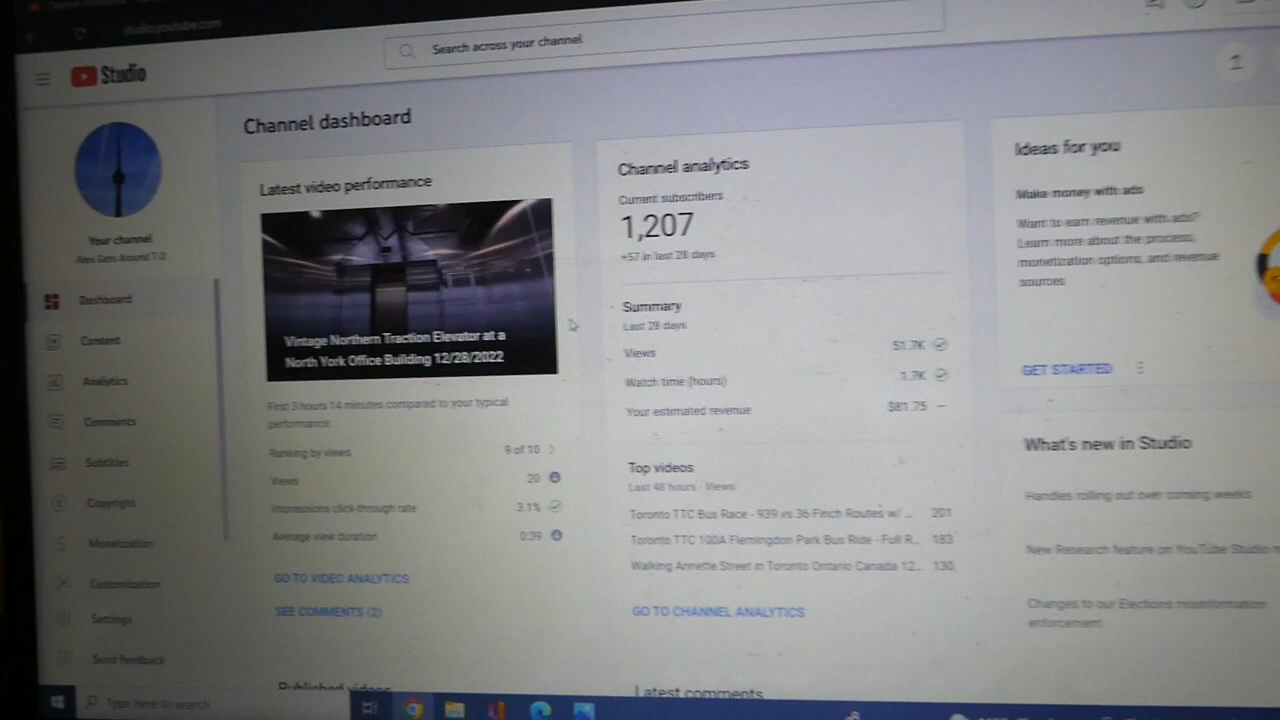 studio.youtube.com
Search across your channel
Studio
Channel dashboard
Your channel
Alex Gets Around 7.0
Dashboard
Content
Analytics
Comments
Subtitles
Copyright
Monetization
Customization
Settings
Send feedback
Latest video performance
Vintage Northern Traction Elevator at a
North York Office Building 12/28/2022
First 3 hours 14 minutes compared to your typical
performance:
Ranking by views 9 of 10
Views 20
Impressions click-through rate 3.1%
Average view duration 0:39
GO TO VIDEO ANALYTICS
SEE COMMENTS (2)
Published videos
Channel analytics
Current subscribers
1,207
+57 in last 28 days
Summary
Last 28 days
Views 51.7K
Watch time (hours) 1.7K
Your estimated revenue $81.75 —
Top videos
Last 48 hours · Views
Toronto TTC Bus Race - 939 vs 36 Finch Routes w/ ... 201
Toronto TTC 100A Flemingdon Park Bus Ride - Full R... 183
Walking Annette Street in Toronto Ontario Canada 12... 130
GO TO CHANNEL ANALYTICS
Latest comments
Ideas for you
Make money with ads
Want to earn revenue with ads?
Learn more about the process,
monetization options, and revenue
sources
GET STARTED
What's new in Studio
Handles rolling out over coming weeks
New Research feature on YouTube Studio
Changes to our Elections misinformation
enforcement
Type here to search